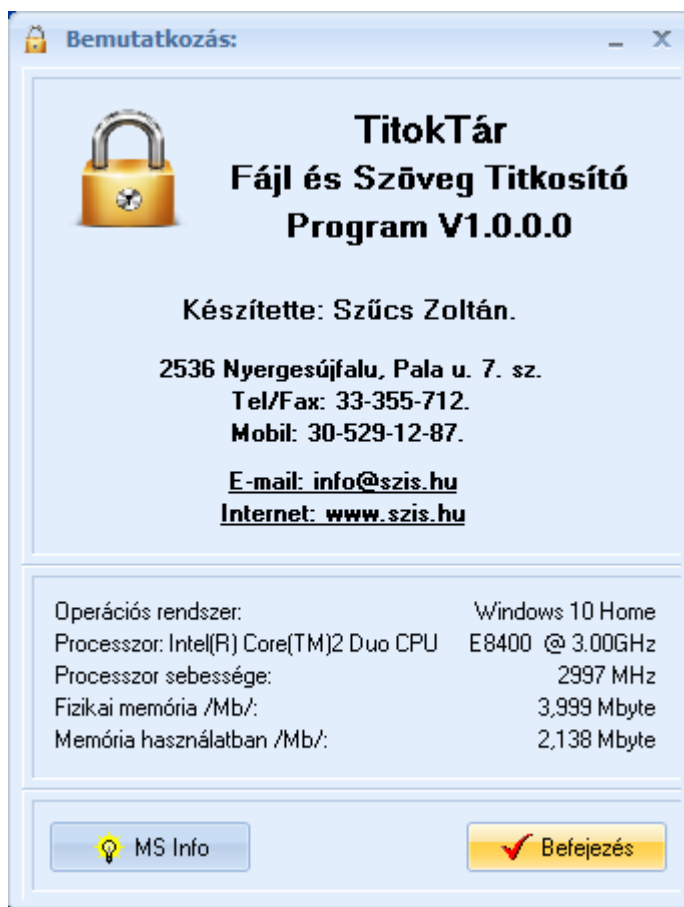 Bemutatkozás:
TitokTár
Fájl és Szöveg Titkosító
Program V1.0.0.0
Készítette: Szűcs Zoltán.
2536 Nyergesújfalu, Pala u. 7. sz.
Tel/Fax: 33-355-712.
Mobil: 30-529-12-87.
E-mail: info@szis.hu
Internet: www.szis.hu
Operációs rendszer: Windows 10 Home
Processzor: Intel(R) Core(TM)2 Duo CPU E8400 @ 3.00GHz
Processzor sebessége: 2997 MHz
Fizikai memória /Mb/: 3,999 Mbyte
Memória használatban /Mb/: 2,138 Mbyte
MS Info Befejezés